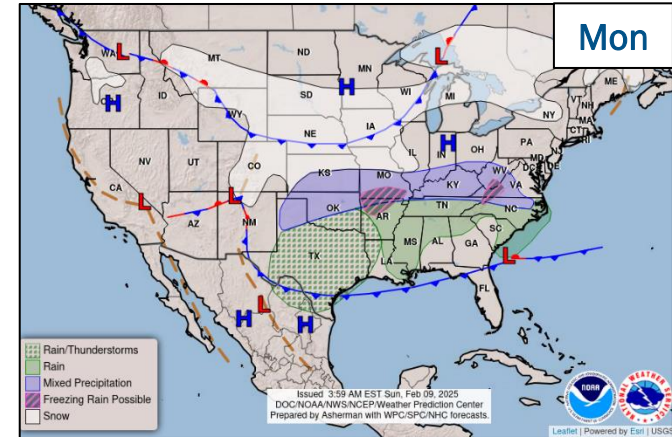 Mon
L
WA
MT
ND
MN
L
ME
H
ID
WY
SD
H
WI
MI
VT
NH
NY
MA
CT
RI
NE
IA
H
PA
NV
UT
CO
IL
IN
OH
MD
DE
NJ
DC
CA
KS
MO
KY
WV
VA
L
L
AZ
NM
OK
AR
TN
NC
SC
TX
LA
MS
AL
GA
L
FL
L
H
H
Rain/Thunderstorms
Rain
Mixed Precipitation
Freezing Rain Possible
Snow
Issued 3:59 AM EST Sun, Feb 09, 2025
DOC/NOAA/NWS/NCEP/Weather Prediction Center
Prepared by Asherman with WPC/SPC/NHC forecasts.
NOAA
Leaflet | Powered by Esri | USGS